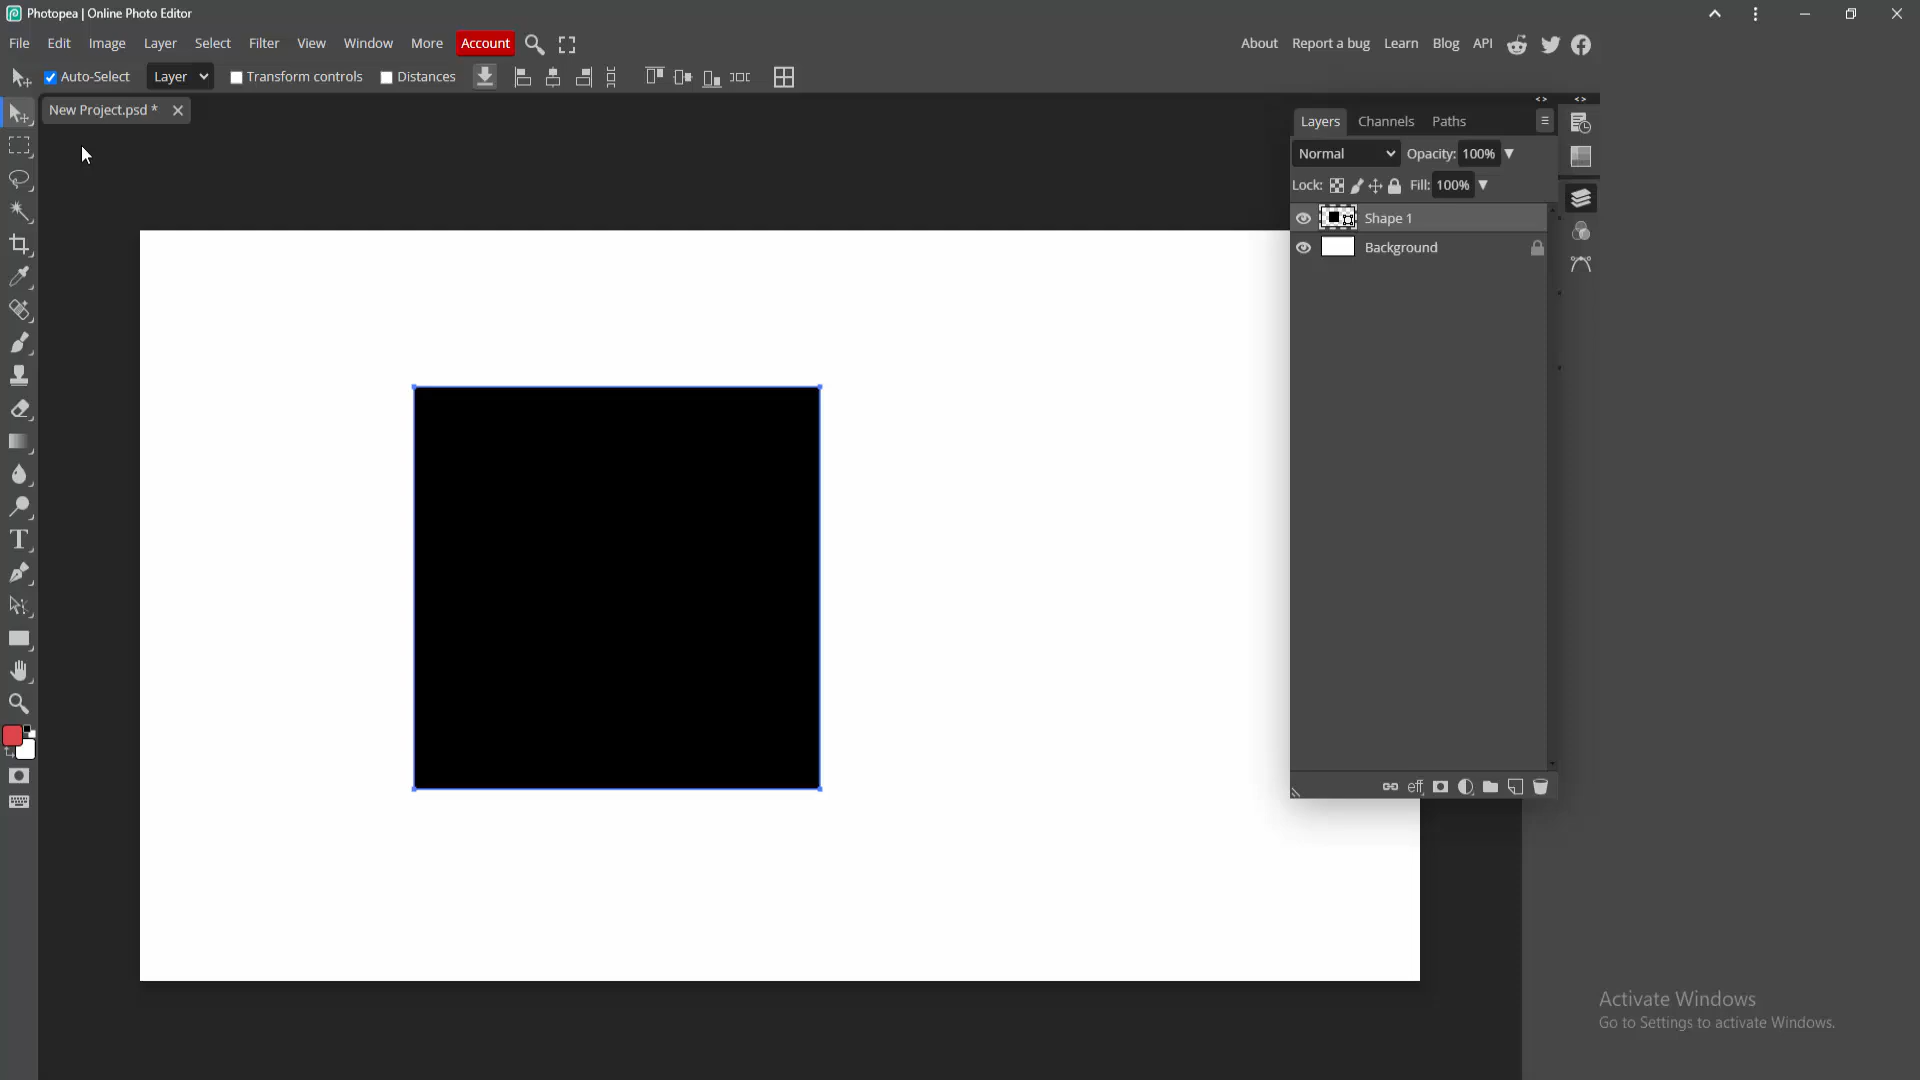 Photopea | Online Photo Editor
File Edit Image Layer Select Filter View Window More Account About Report a bug Learn Blog API
Auto-Select Layer Transform controls Distances
New Project.psd *
Layers Channels Paths
Normal Opacity: 100%
Lock: Fill: 100%
Shape 1
Background
eff
Activate Windows
Go to Settings to activate Windows.